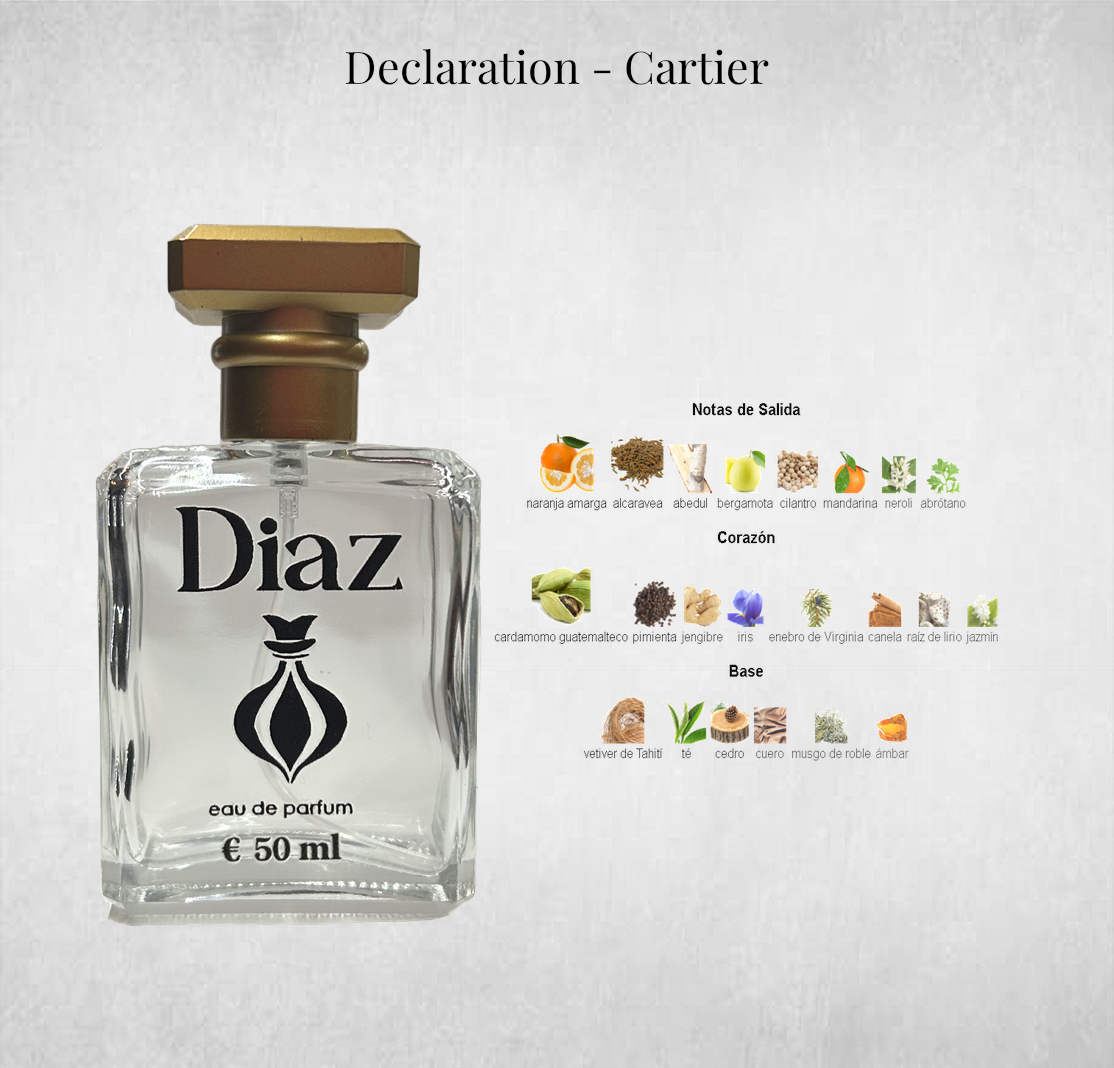 Declaration - Cartier
Diaz
eau de parfum
€ 50 ml
Notas de Salida
naranja amarga alcaravea abedul bergamota cilantro mandarina neroli abrótano
Corazón
cardamomo guatemalteco pimienta jengibre iris enebro de Virginia canela raíz de lirio jazmín
Base
vetiver de Tahití té cedro cuero musgo de roble ámbar